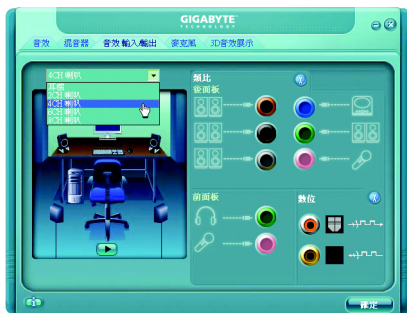 GIGABYTE
TECHNOLOGY
音效 混音器 音效 輸入/輸出 麥克風 3D音效展示
4CH 喇叭
耳機
2CH 喇叭
4CH 喇叭
6CH 喇叭
8CH 喇叭
類比
後面板
前面板
數位
確定